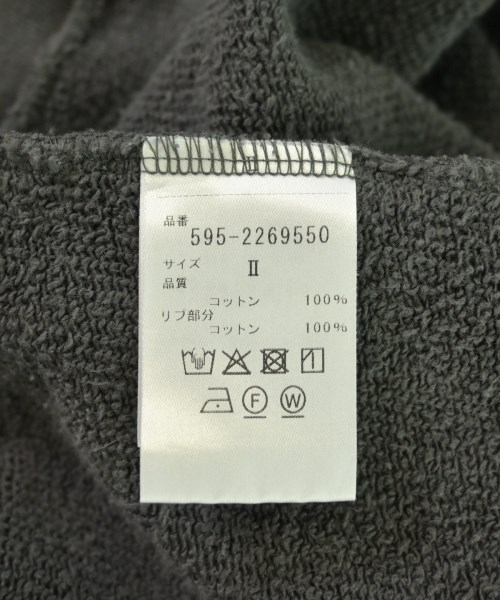 品番
595-2269550
サイズ Ⅱ
品質
コットン 100%
リブ部分
コットン 100%
F W